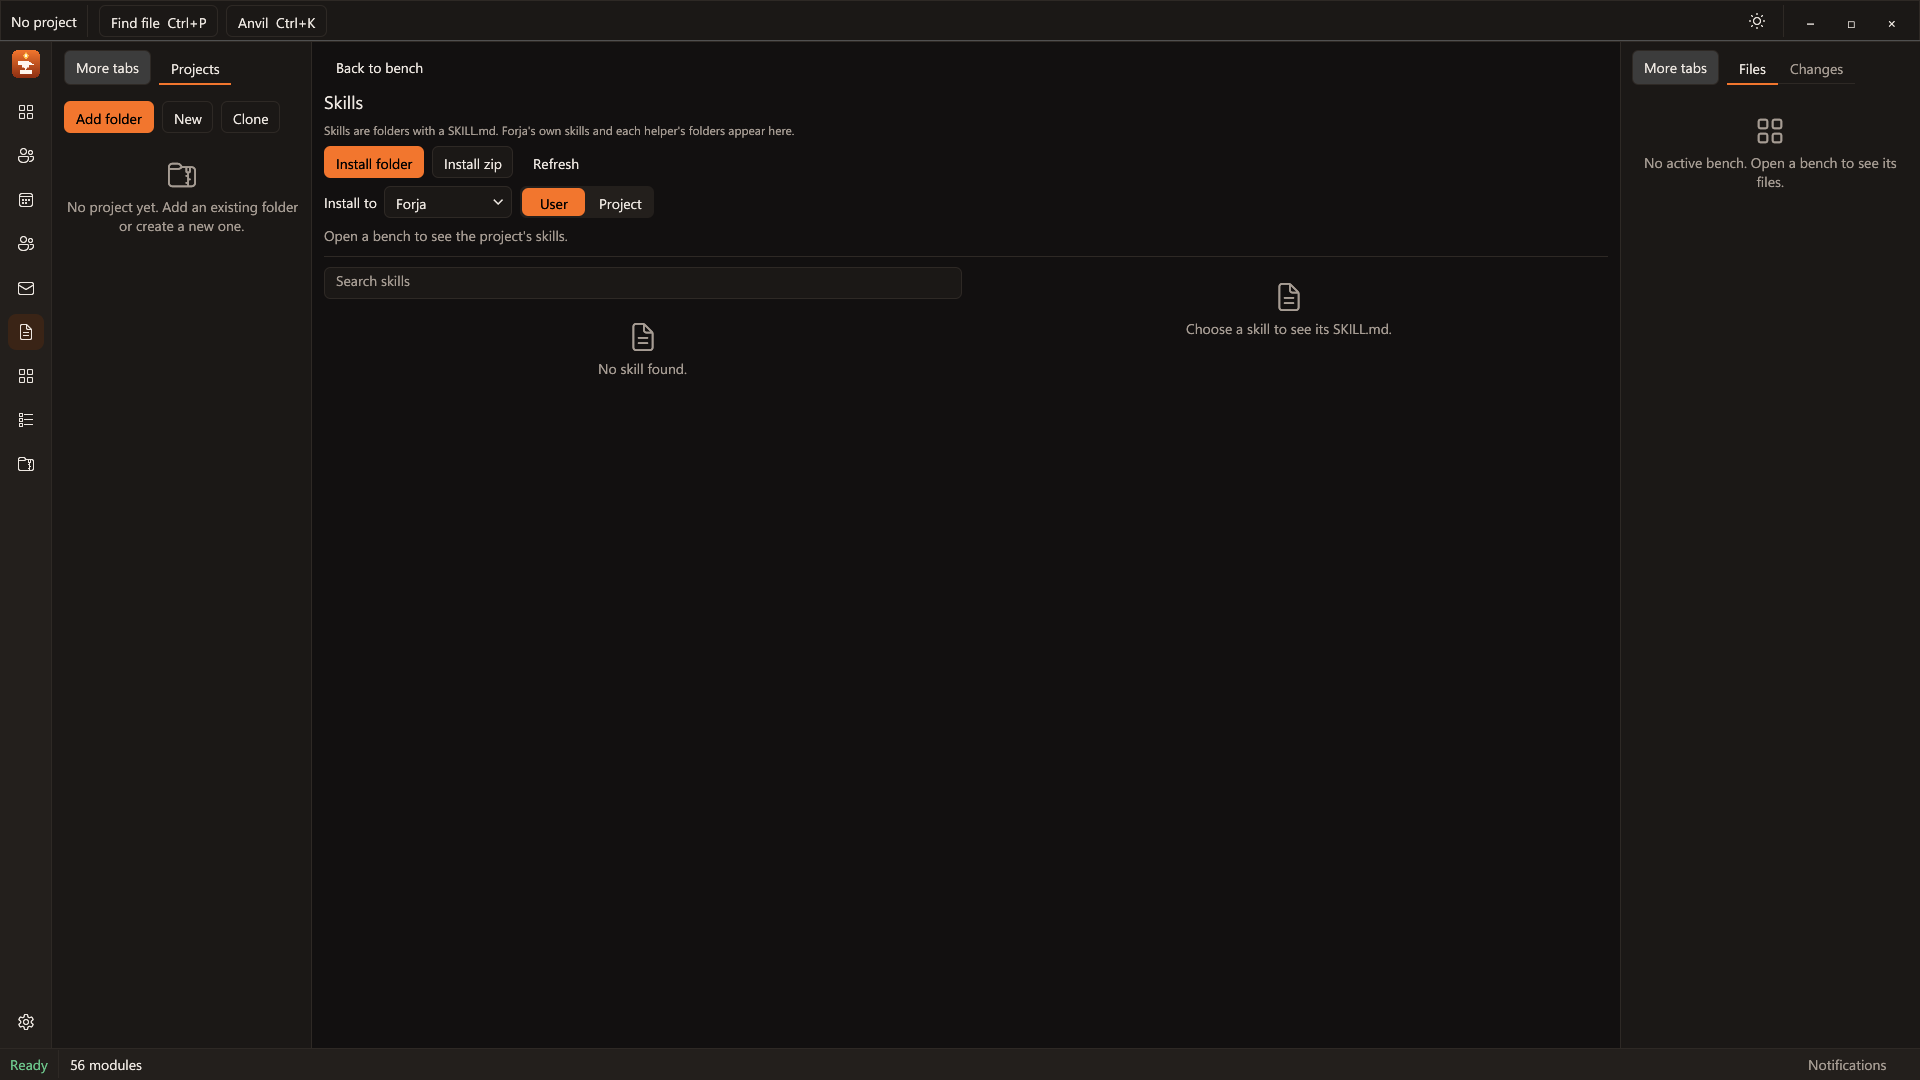 No project
Find file Ctrl+P
Anvil Ctrl+K
More tabs
Projects
Add folder
New
Clone
No project yet. Add an existing folder
or create a new one.
Back to bench
Skills
Skills are folders with a SKILL.md. Forja's own skills and each helper's folders appear here.
Install folder
Install zip
Refresh
Install to
Forja
User
Project
Open a bench to see the project's skills.
Search skills
No skill found.
Choose a skill to see its SKILL.md.
More tabs
Files
Changes
No active bench. Open a bench to see its
files.
Ready
56 modules
Notifications